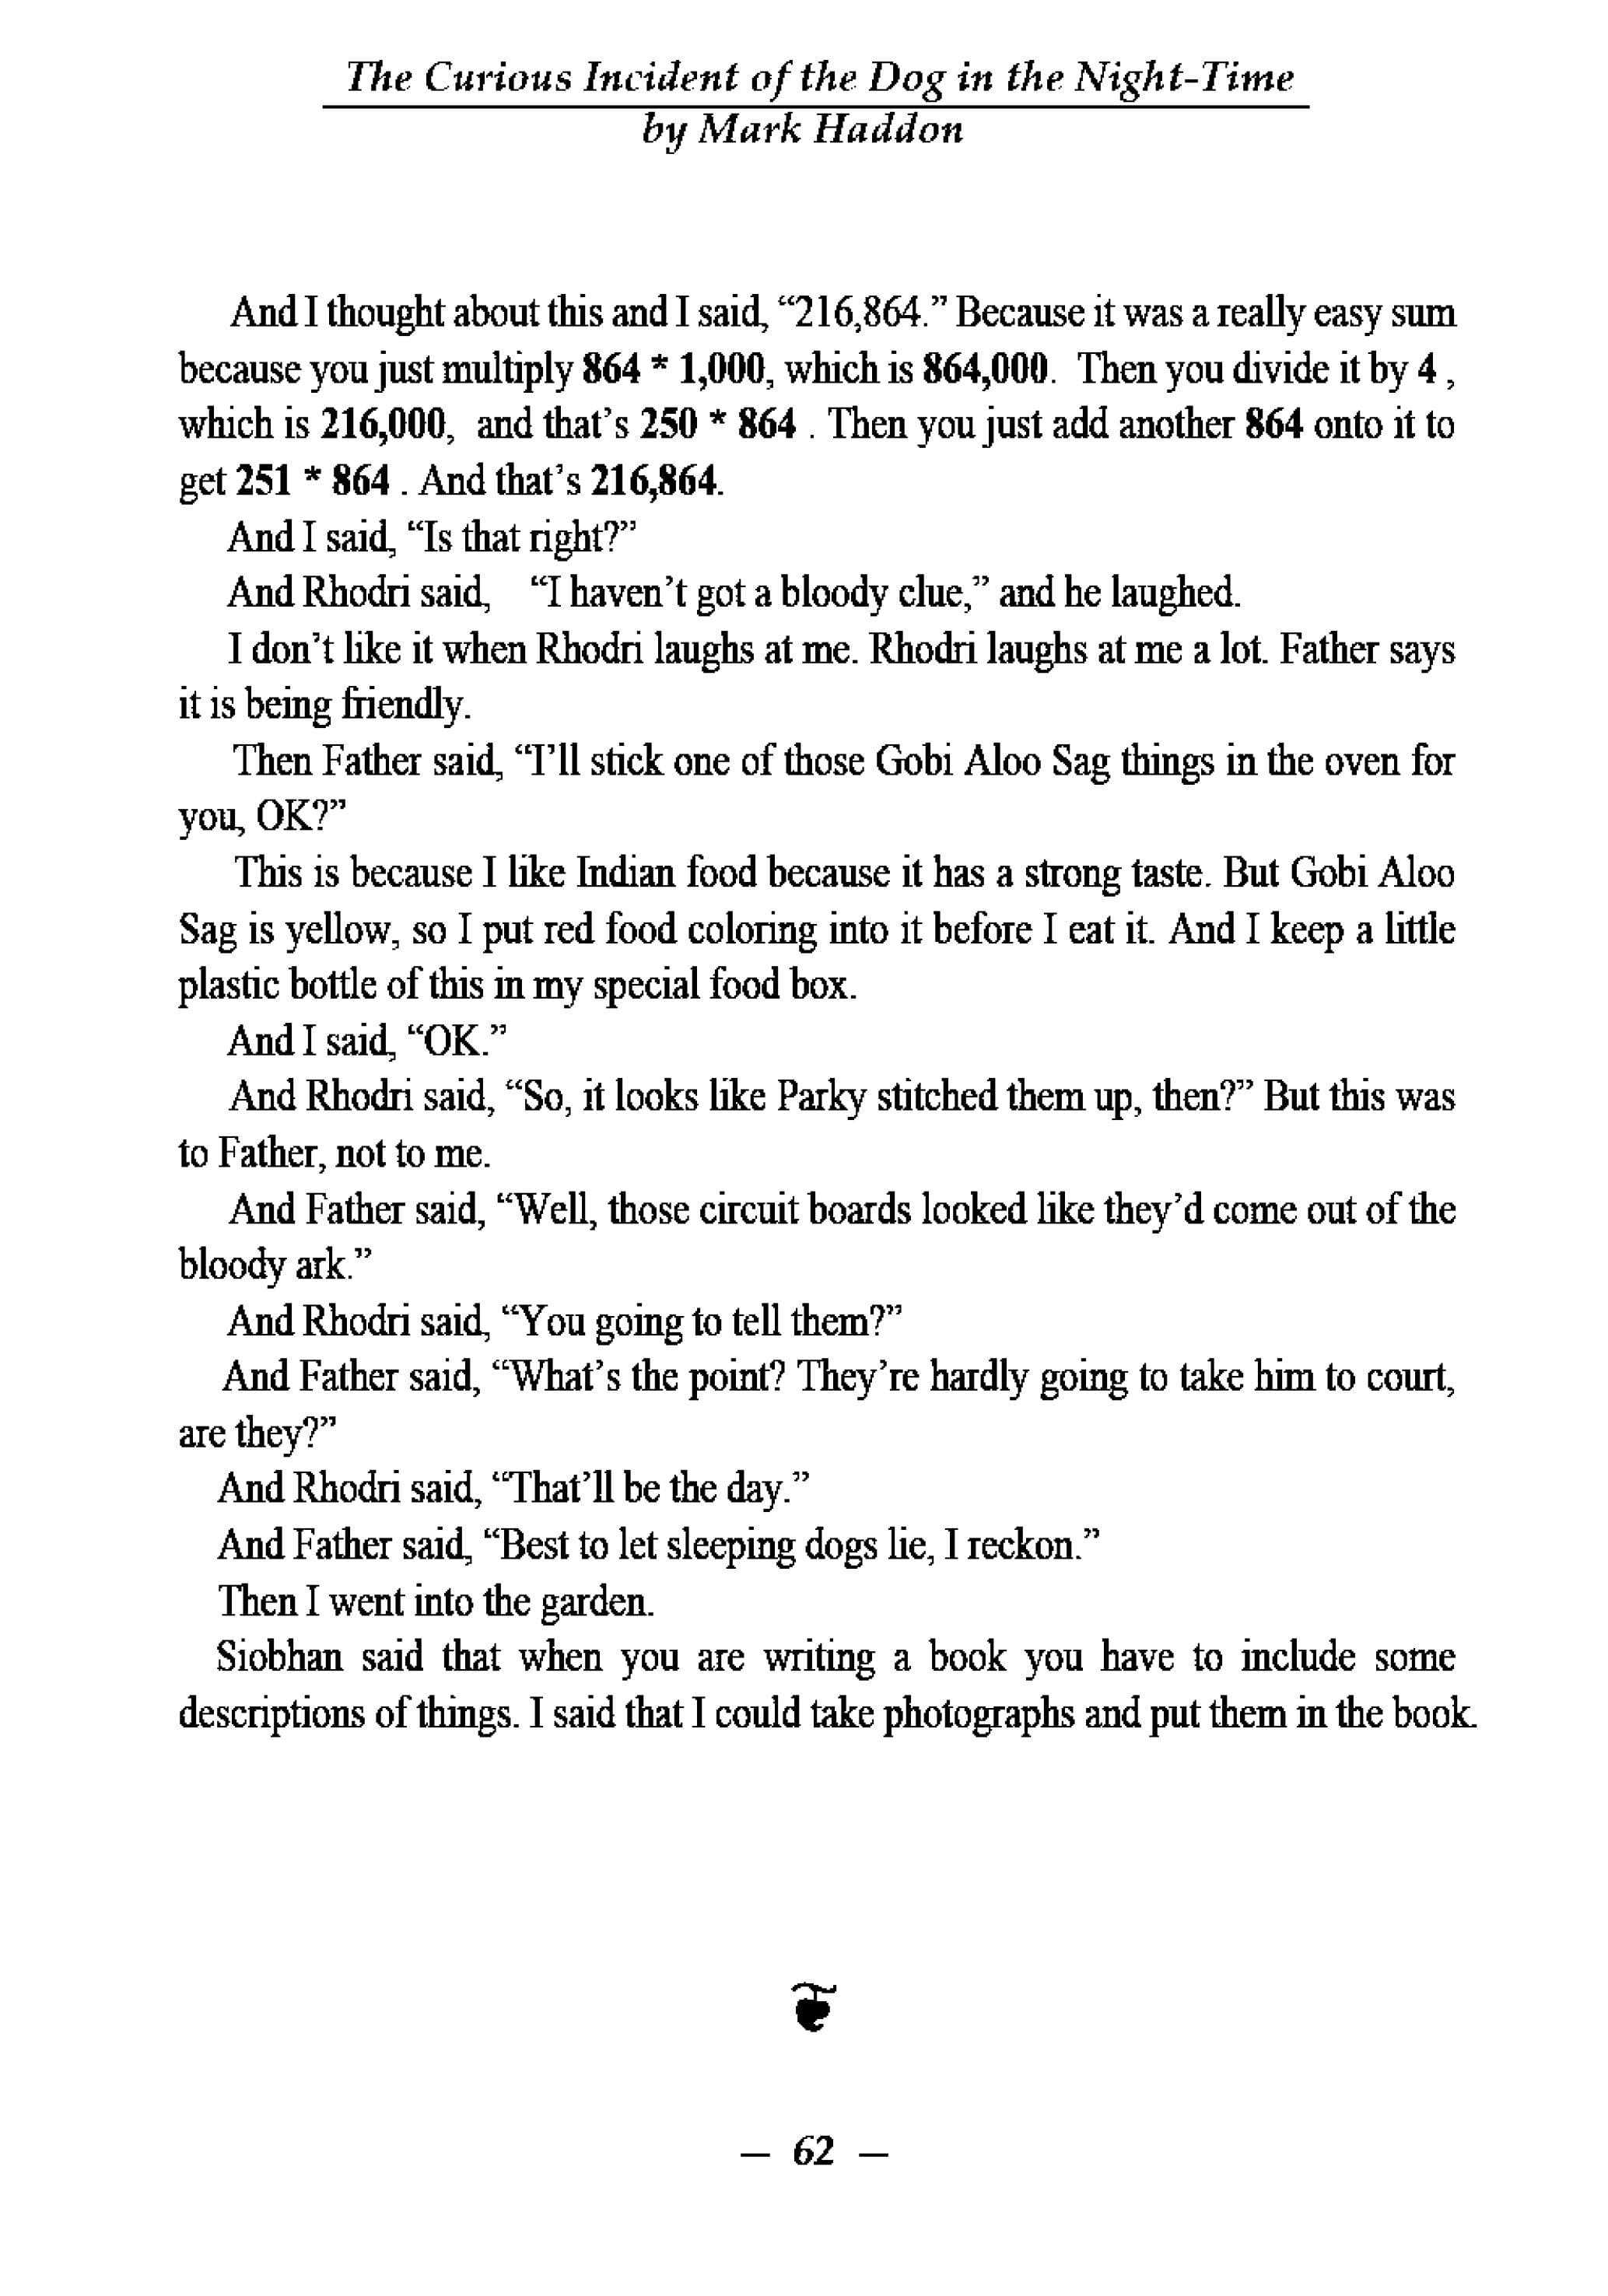 The Curious Incident of the Dog in the Night-Time
by Mark Haddon
And I thought about this and I said, “216,864.” Because it was a really easy sum
because you just multiply 864 * 1,000, which is 864,000. Then you divide it by 4 ,
which is 216,000, and that’s 250 * 864 . Then you just add another 864 onto it to
get 251 * 864 . And that’s 216,864.
And I said, “Is that right?”
And Rhodri said, “I haven’t got a bloody clue,” and he laughed.
I don’t like it when Rhodri laughs at me. Rhodri laughs at me a lot. Father says
it is being friendly.
Then Father said, “I’ll stick one of those Gobi Aloo Sag things in the oven for
you, OK?”
This is because I like Indian food because it has a strong taste. But Gobi Aloo
Sag is yellow, so I put red food coloring into it before I eat it. And I keep a little
plastic bottle of this in my special food box.
And I said, “OK.”
And Rhodri said, “So, it looks like Parky stitched them up, then?” But this was
to Father, not to me.
And Father said, “Well, those circuit boards looked like they’d come out of the
bloody ark.”
And Rhodri said, “You going to tell them?”
And Father said, “What’s the point? They’re hardly going to take him to court,
are they?”
And Rhodri said, “That’ll be the day.”
And Father said, “Best to let sleeping dogs lie, I reckon.”
Then I went into the garden.
Siobhan said that when you are writing a book you have to include some
descriptions of things. I said that I could take photographs and put them in the book.
– 62 –